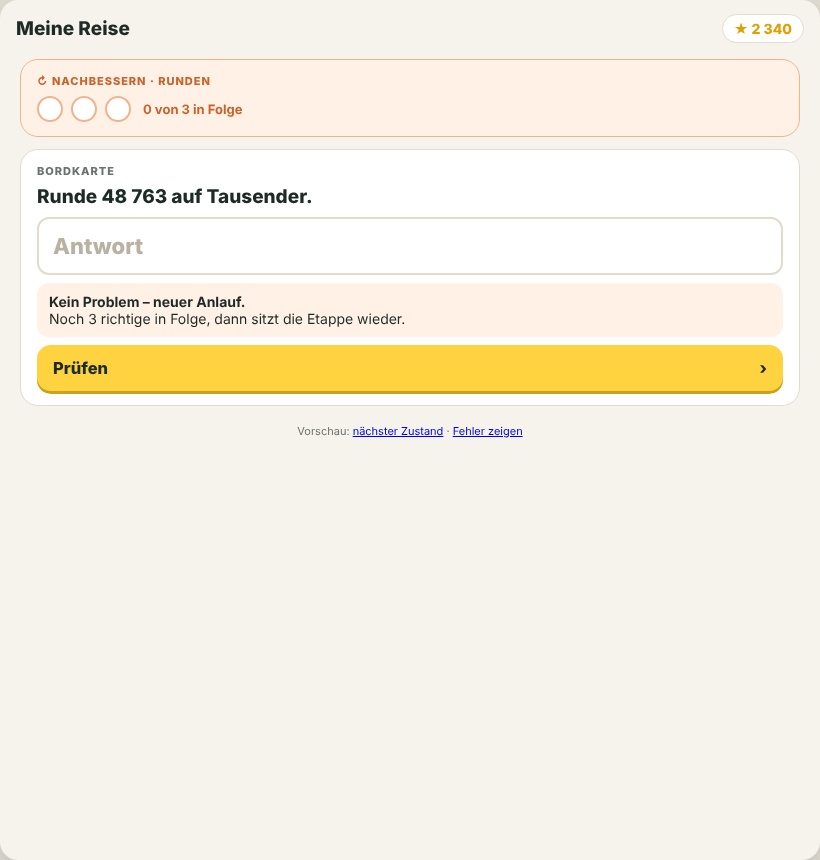 Meine Reise
★ 2 340
↻ NACHBESSERN · RUNDEN
0 von 3 in Folge
BORDKARTE
Runde 48 763 auf Tausender.
Antwort
Kein Problem – neuer Anlauf.
Noch 3 richtige in Folge, dann sitzt die Etappe wieder.
Prüfen ›
Vorschau: nächster Zustand · Fehler zeigen